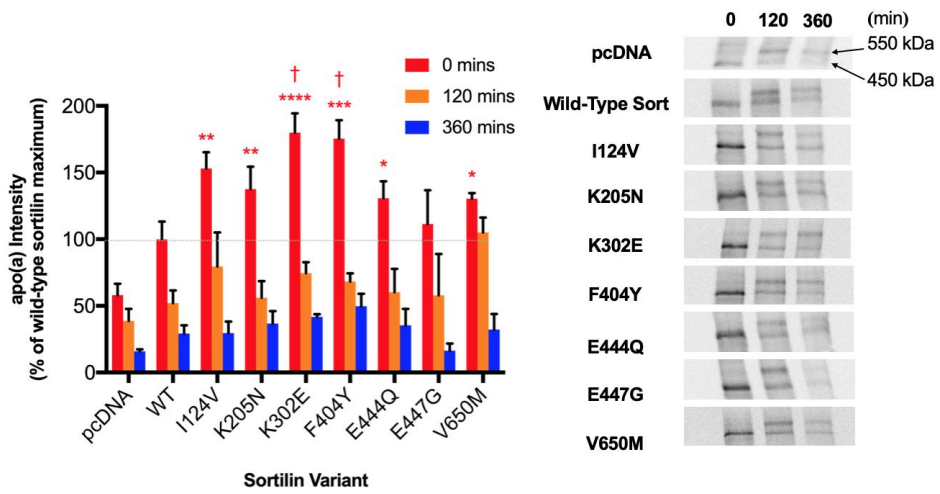 0 mins
120 mins
360 mins
apo(a) Intensity
(% of wild-type sortilin maximum)
200
150
100
50
0
†
†
**
**
****
***
*
*
pcDNA
WT
I124V
K205N
K302E
F404Y
E444Q
E447G
V650M
Sortilin Variant
0 120 360 (min)
pcDNA
550 kDa
450 kDa
Wild-Type Sort
I124V
K205N
K302E
F404Y
E444Q
E447G
V650M